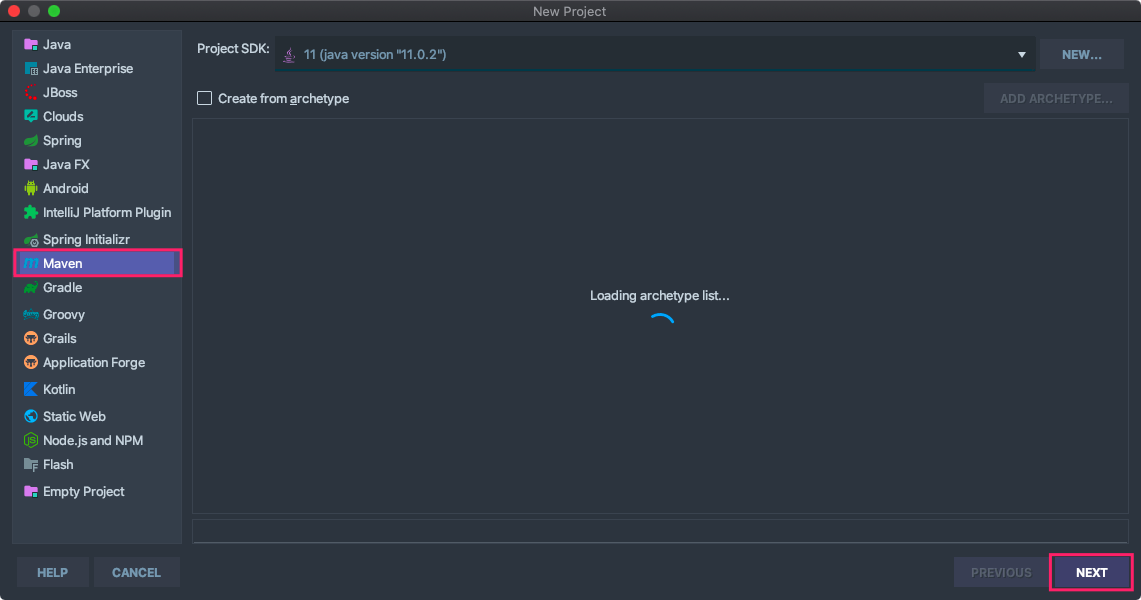 New Project
Java
Java Enterprise
JBoss
Clouds
Spring
Java FX
Android
IntelliJ Platform Plugin
Spring Initializr
Maven
Gradle
Groovy
Grails
Application Forge
Kotlin
Static Web
Node.js and NPM
Flash
Empty Project
Project SDK: 11 (java version "11.0.2") NEW...
Create from archetype ADD ARCHETYPE...
Loading archetype list...
HELP CANCEL PREVIOUS NEXT